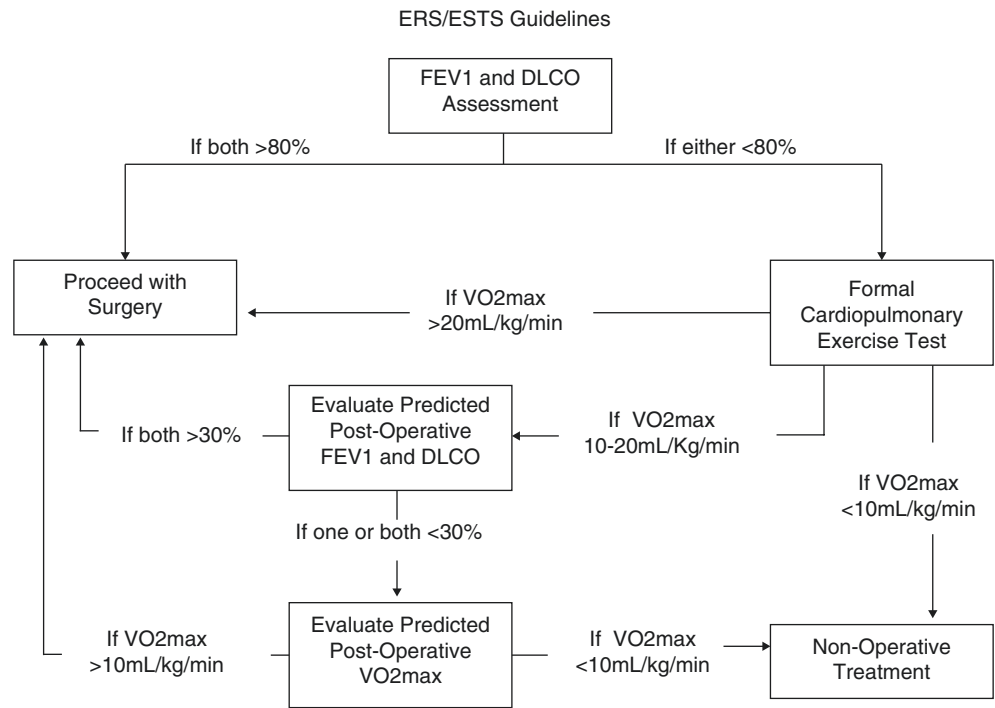 ERS/ESTS Guidelines
FEV1 and DLCO
Assessment
If both >80%
If either <80%
Proceed with
Surgery
If VO2max
>20mL/kg/min
Formal
Cardiopulmonary
Exercise Test
Evaluate Predicted
Post-Operative
FEV1 and DLCO
If both >30%
If VO2max
10-20mL/Kg/min
If VO2max
<10mL/kg/min
If one or both <30%
If VO2max
>10mL/kg/min
Evaluate Predicted
Post-Operative
VO2max
If VO2max
<10mL/kg/min
Non-Operative
Treatment